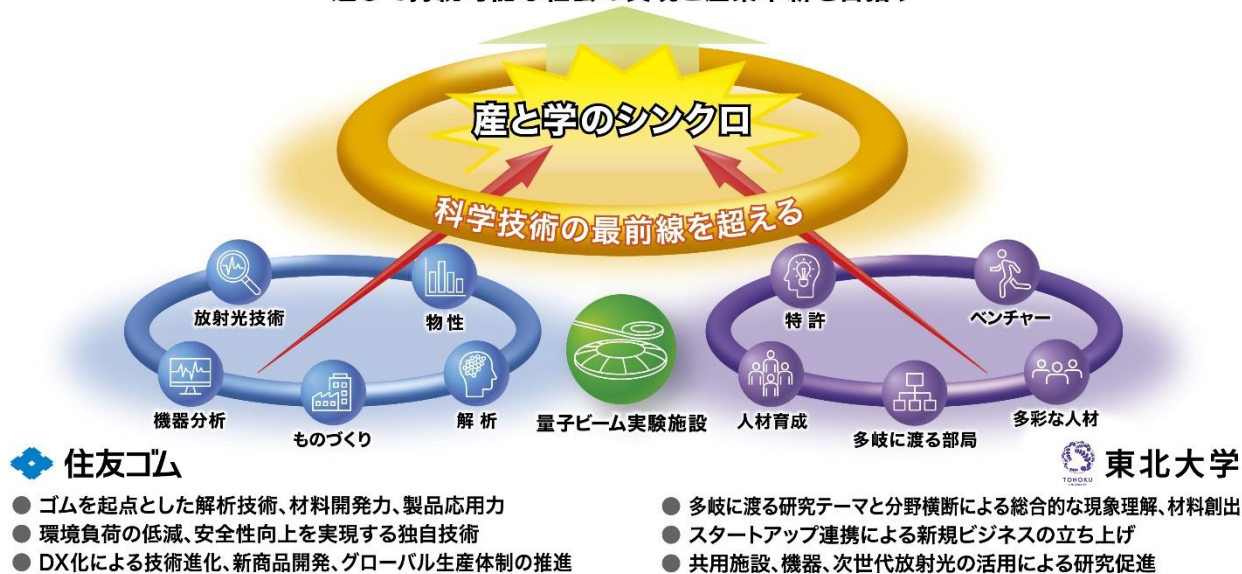 産と学のシンクロ
科学技術の最前線を超える
放射光技術
物性
機器分析
ものづくり
解析
量子ビーム実験施設
特許
ベンチャー
人材育成
多岐に渡る部局
多彩な人材
住友ゴム
● ゴムを起点とした解析技術、材料開発力、製品応用力
● 環境負荷の低減、安全性向上を実現する独自技術
● DX化による技術進化、新商品開発、グローバル生産体制の推進
TOHOKU
東北大学
● 多岐に渡る研究テーマと分野横断による総合的な現象理解、材料創出
● スタートアップ連携による新規ビジネスの立ち上げ
● 共用施設、機器、次世代放射光の活用による研究促進